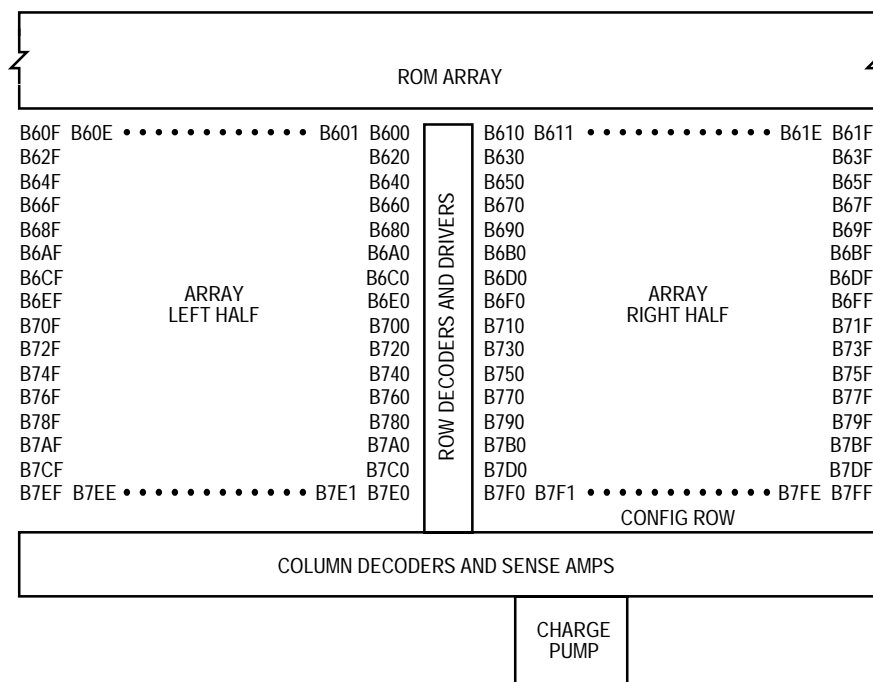 ROM ARRAY
B60F B60E • • • • • • • • • • • • B601 B600 B610 B611 • • • • • • • • • • • • B61E B61F
B62F B620 B630 B63F
B64F B640 B650 B65F
B66F B660 B670 B67F
B68F B680 B690 B69F
B6AF B6A0 B6B0 B6BF
B6CF B6C0 B6D0 B6DF
B6EF B6E0 B6F0 B6FF
B70F B700 B710 B71F
B72F B720 B730 B73F
B74F B740 B750 B75F
B76F B760 B770 B77F
B78F B780 B790 B79F
B7AF B7A0 B7B0 B7BF
B7CF B7C0 B7D0 B7DF
B7EF B7EE • • • • • • • • • • • • B7E1 B7E0 B7F0 B7F1 • • • • • • • • • • • • B7FE B7FF
ARRAY
LEFT HALF
ROW DECODERS AND DRIVERS
ARRAY
RIGHT HALF
CONFIG ROW
COLUMN DECODERS AND SENSE AMPS
CHARGE
PUMP